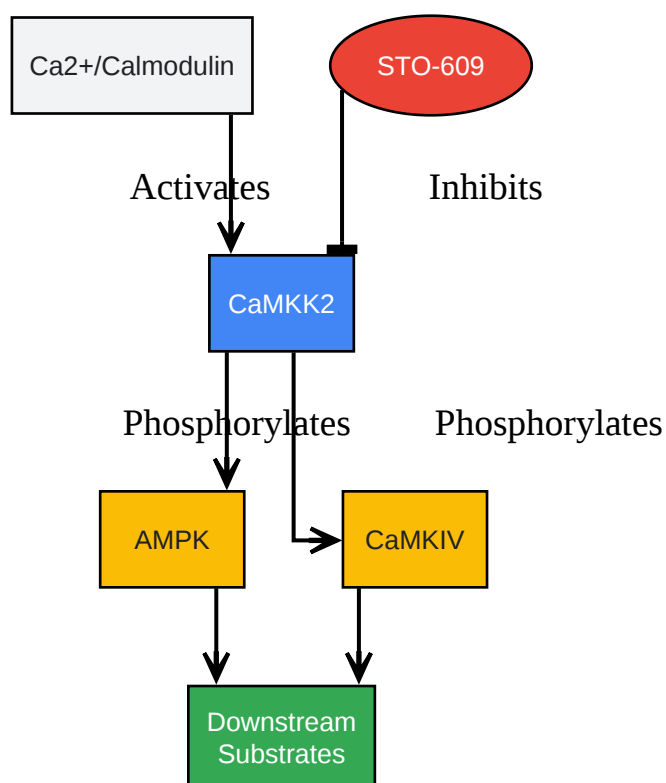 Ca2+/Calmodulin
STO-609
Activates
Inhibits
CaMKK2
Phosphorylates
Phosphorylates
AMPK
CaMKIV
Downstream
Substrates